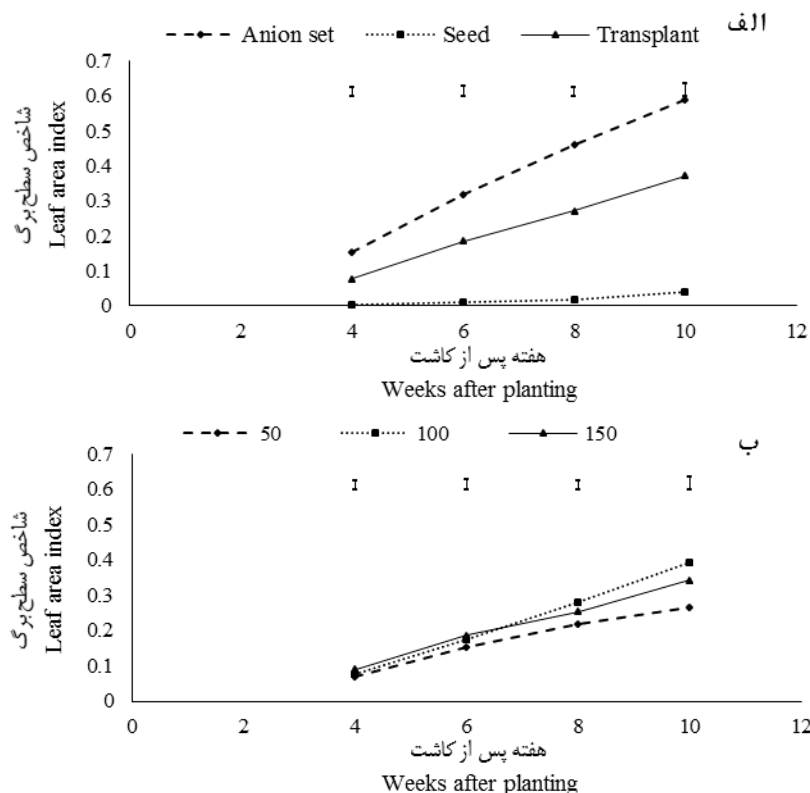 الف
Anion set Seed Transplant
0.7
0.6
0.5
0.4
0.3
0.2
0.1
0
شاخص سطح برگ
Leaf area index
0 2 4 6 8 10 12
هفته پس از کاشت
Weeks after planting
ب
50 100 150
0.7
0.6
0.5
0.4
0.3
0.2
0.1
0
شاخص سطح برگ
Leaf area index
0 2 4 6 8 10 12
هفته پس از کاشت
Weeks after planting